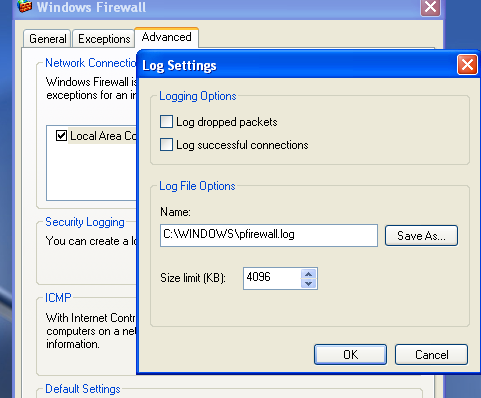 Windows Firewall
General
Exceptions
Advanced
Network Connectio
Windows Firewall is
exceptions for an in
Local Area Co
Security Logging
You can create a lo
ICMP
With Internet Contr
computers on a net
information.
Default Settings
Log Settings
Logging Options
Log dropped packets
Log successful connections
Log File Options
Name:
C:\WINDOWS\pfirewall.log
Save As...
Size limit (KB):
4096
OK
Cancel